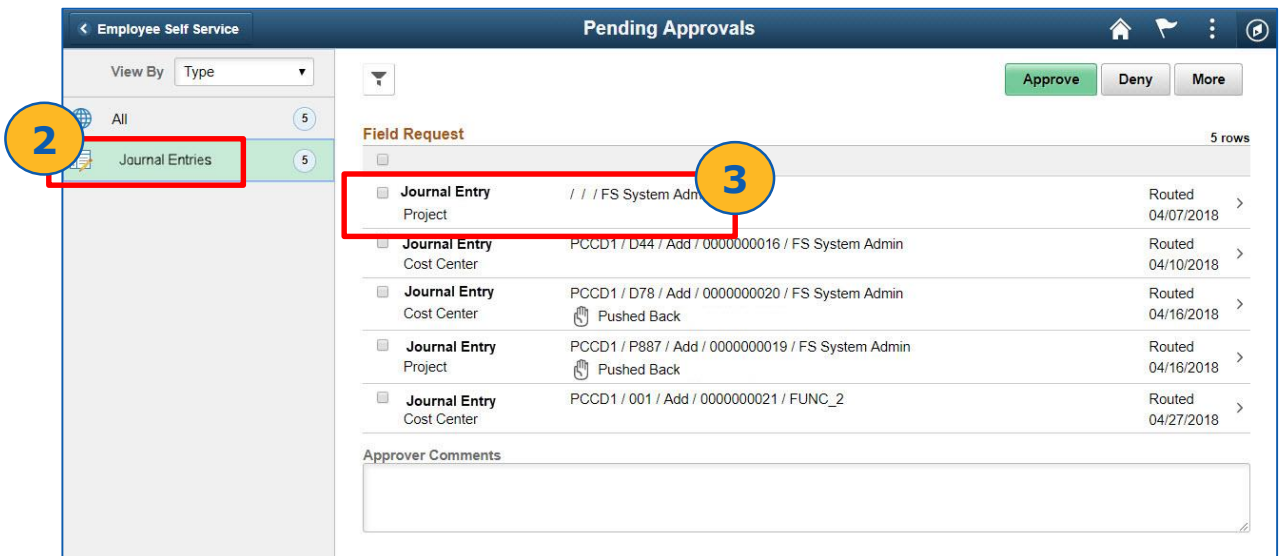 Employee Self Service
Pending Approvals
View By Type
Approve Deny More
All 5
2
Journal Entries 5
Field Request
5 rows
3
Journal Entry / / / FS System Adm Routed
Project 04/07/2018
Journal Entry PCCD1 / D44 / Add / 0000000016 / FS System Admin Routed
Cost Center 04/10/2018
Journal Entry PCCD1 / D78 / Add / 0000000020 / FS System Admin Routed
Cost Center Pushed Back 04/16/2018
Journal Entry PCCD1 / P887 / Add / 0000000019 / FS System Admin Routed
Project Pushed Back 04/16/2018
Journal Entry PCCD1 / 001 / Add / 0000000021 / FUNC_2 Routed
Cost Center 04/27/2018
Approver Comments